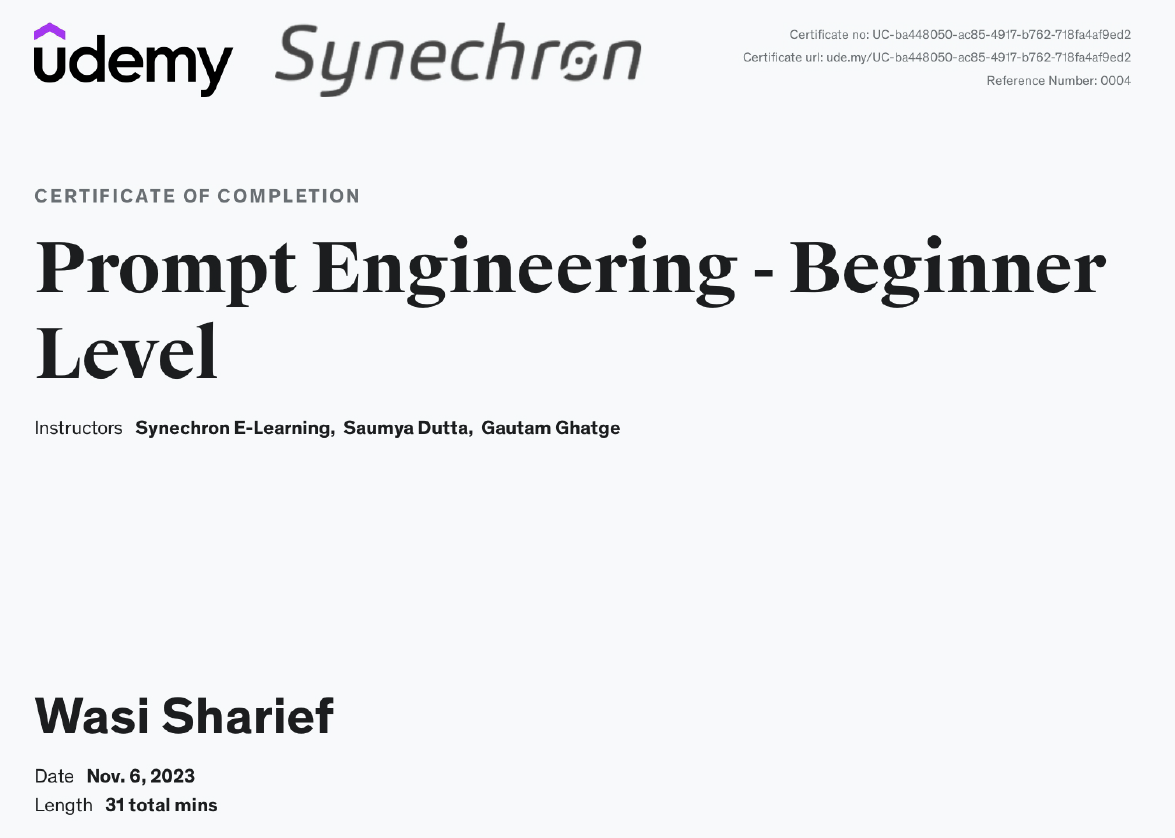 udemy
Synechron
Certificate no: UC-ba448050-ac85-4917-b762-718fa4af9ed2
Certificate url: ude.my/UC-ba448050-ac85-4917-b762-718fa4af9ed2
Reference Number: 0004
CERTIFICATE OF COMPLETION
Prompt Engineering - Beginner
Level
Instructors Synechron E-Learning, Saumya Dutta, Gautam Ghatge
Wasi Sharief
Date Nov. 6, 2023
Length 31 total mins